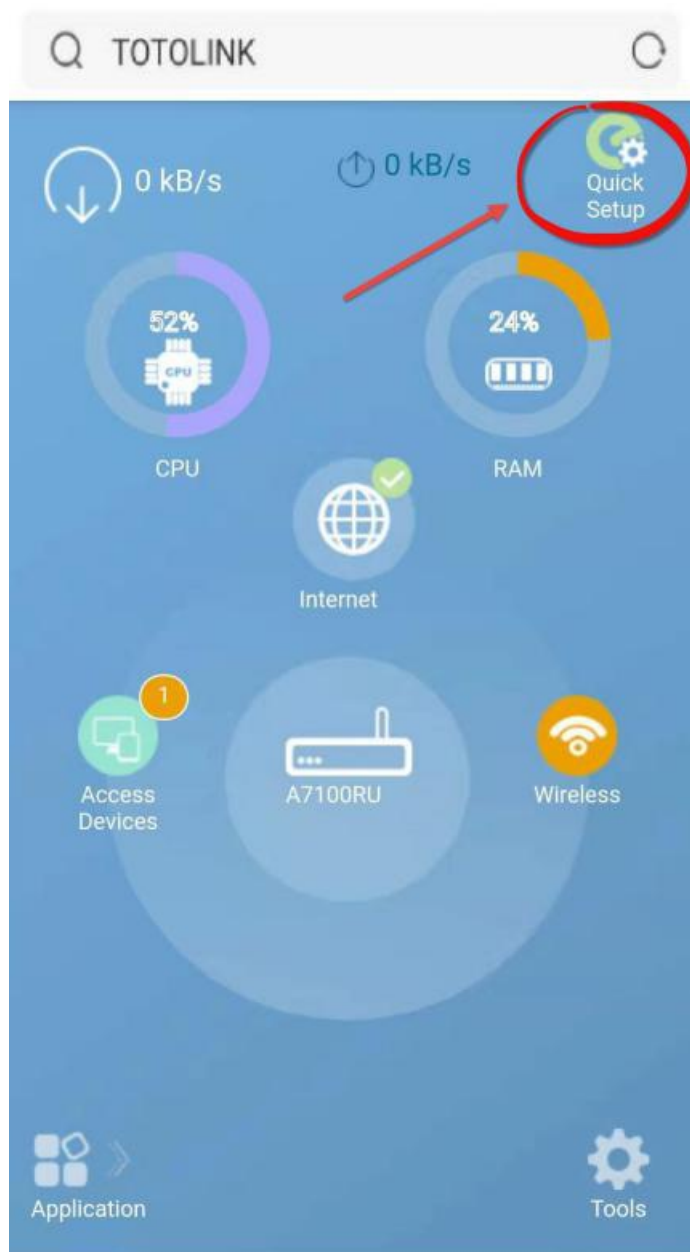 TOTOLINK
0 kB/s
0 kB/s
Quick
Setup
52%
CPU
CPU
24%
RAM
Internet
1
Access
Devices
A7100RU
Wireless
Application
Tools